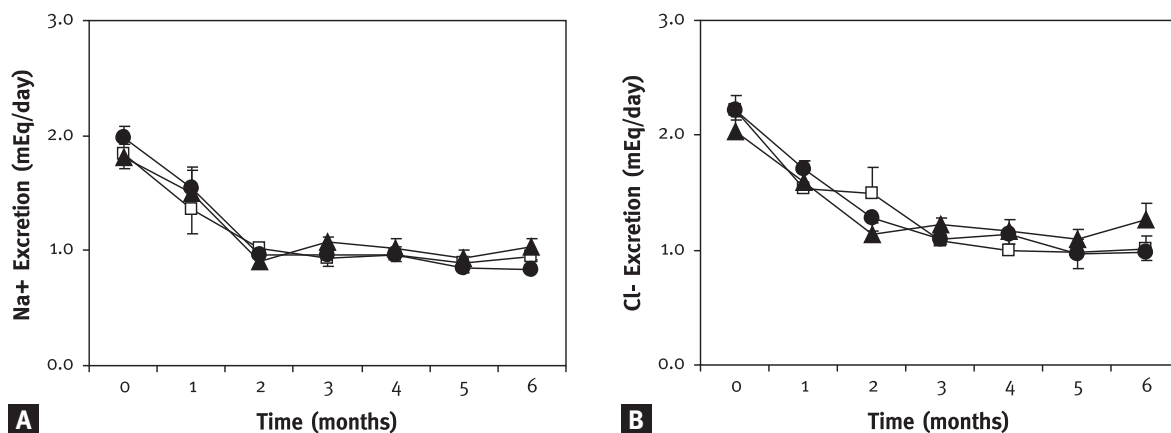 3.0
2.0
1.0
0.0
Na+ Excretion (mEq/day)
0 1 2 3 4 5 6
Time (months)
A
3.0
2.0
1.0
0.0
Cl- Excretion (mEq/day)
0 1 2 3 4 5 6
Time (months)
B